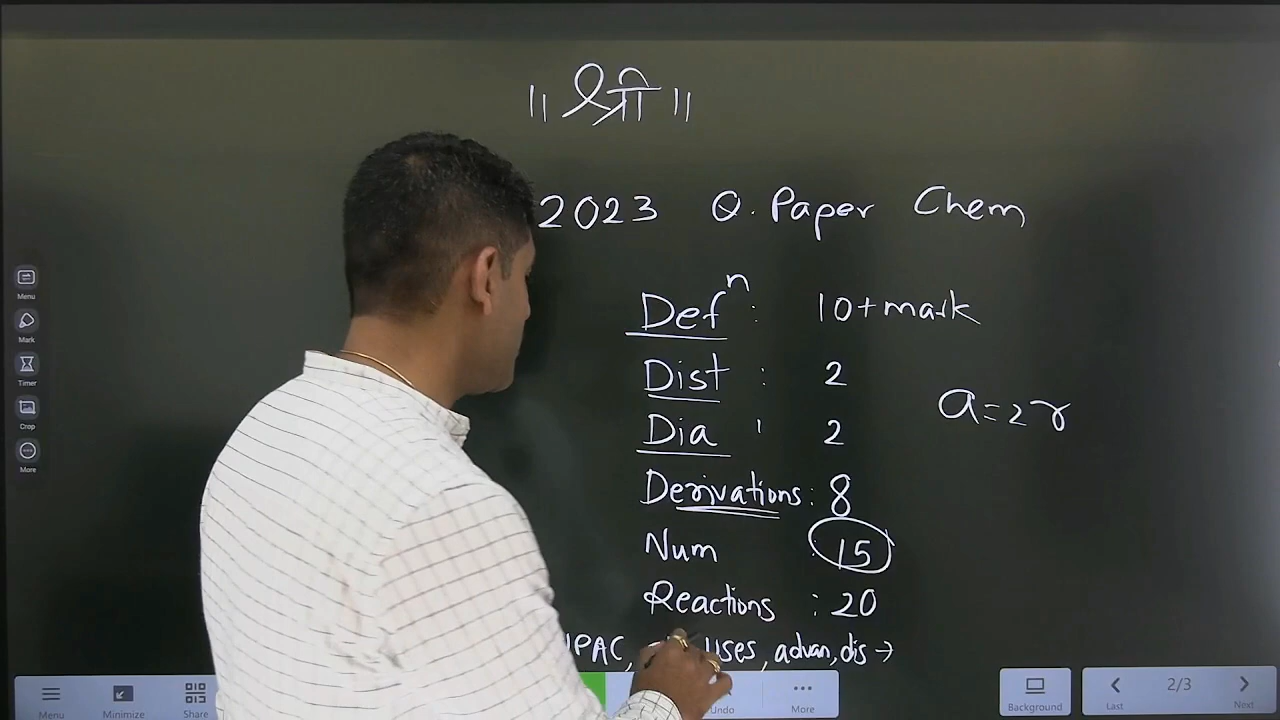 ॥ श्री ॥
2023 Q. Paper Chem
Defⁿ : 10+ mark
Dist : 2
Dia ' 2
a=2r
Derivations : 8
Num : 15
Reactions : 20
IUPAC, uses, advan, dis →
Menu
Mark
Timer
Crop
More
Menu
Minimize
Share
Undo
More
Background
Last
2/3
Next